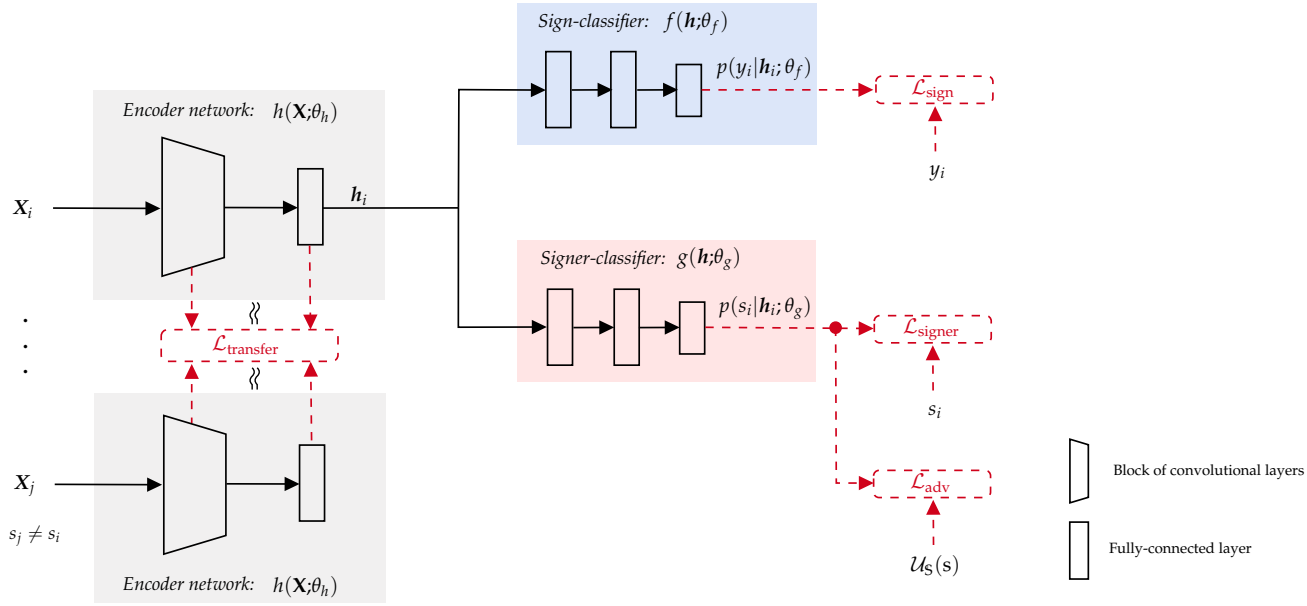 Sign-classifier: f(h;θ_f)
p(y_i|h_i; θ_f)
ℒ_sign
y_i
Encoder network: h(X;θ_h)
X_i
h_i
Signer-classifier: g(h;θ_g)
p(s_i|h_i; θ_g)
ℒ_signer
s_i
≈
ℒ_transfer
≈
. . .
X_j
s_j ≠ s_i
Encoder network: h(X;θ_h)
ℒ_adv
𝒰_S(s)
Block of convolutional layers
Fully-connected layer